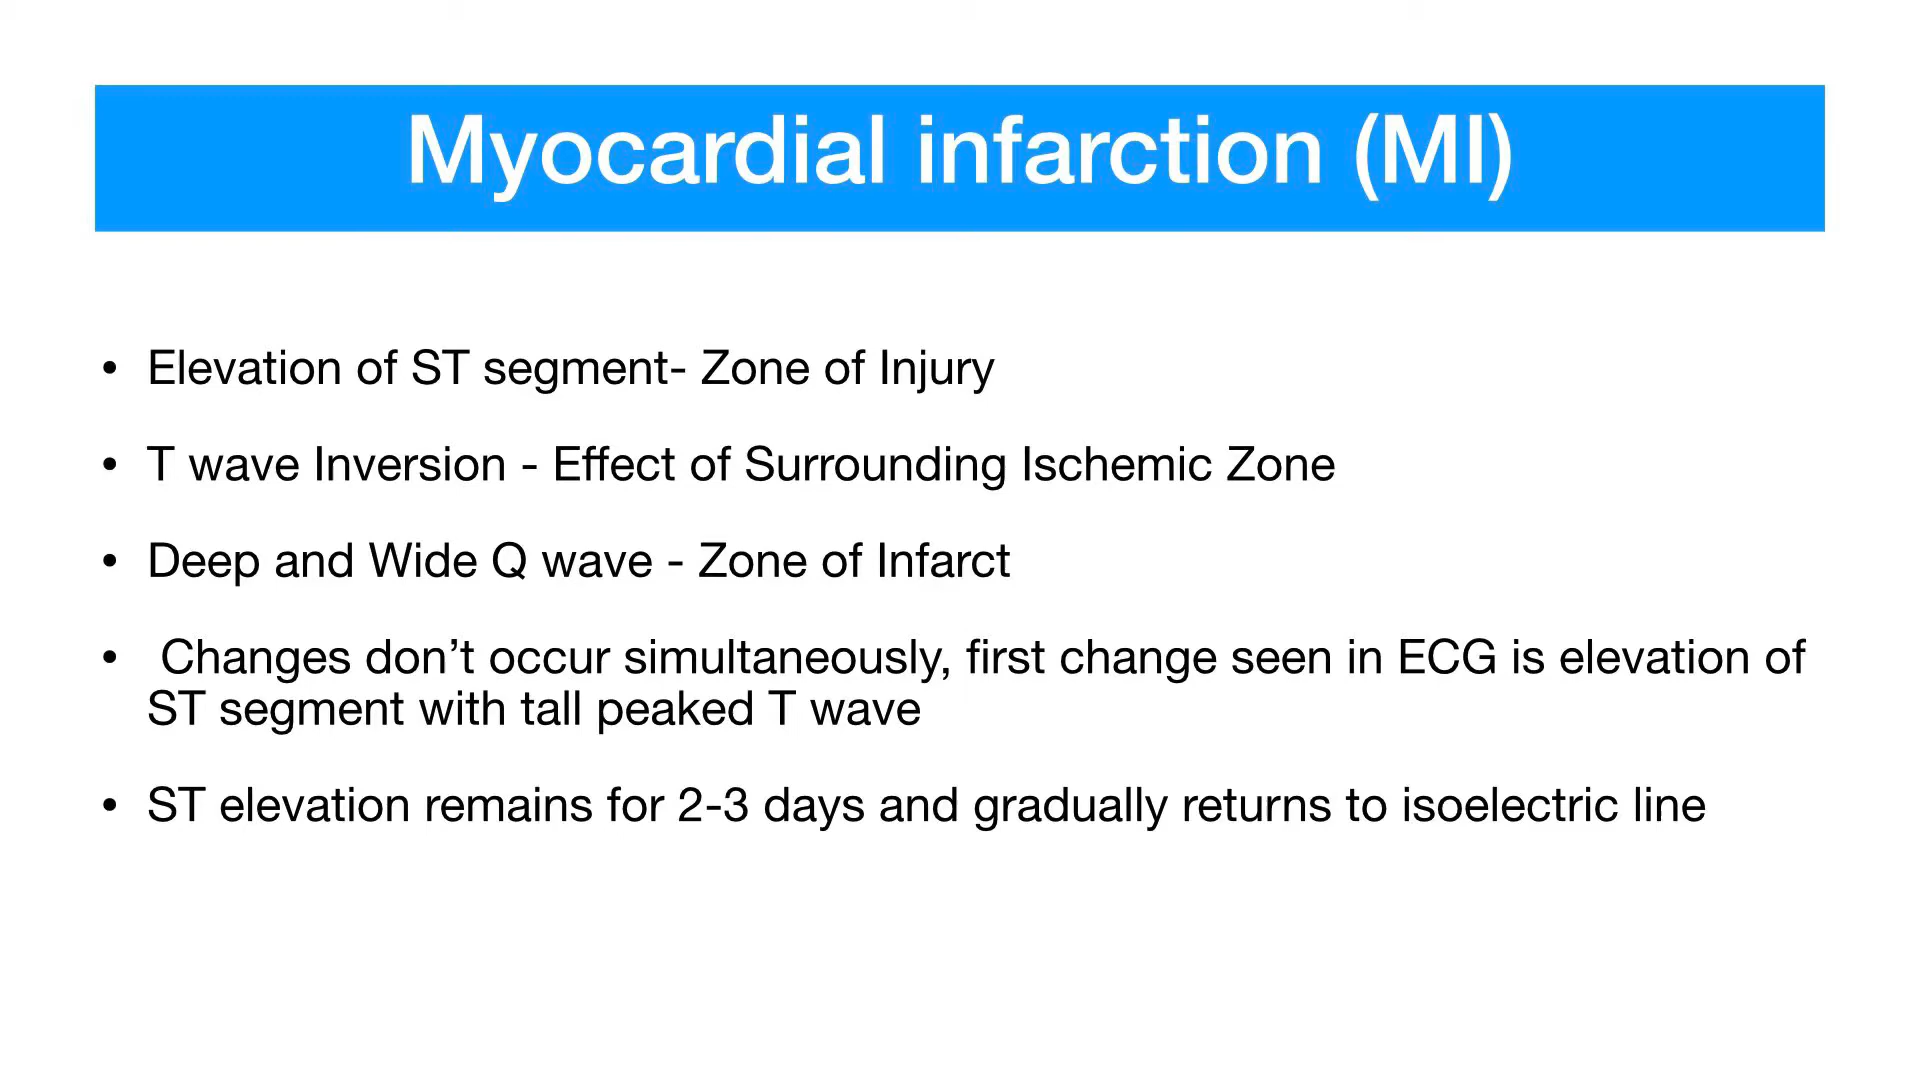 Myocardial infarction (MI)
• Elevation of ST segment- Zone of Injury
• T wave Inversion - Effect of Surrounding Ischemic Zone
• Deep and Wide Q wave - Zone of Infarct
• Changes don’t occur simultaneously, first change seen in ECG is elevation of
ST segment with tall peaked T wave
• ST elevation remains for 2-3 days and gradually returns to isoelectric line